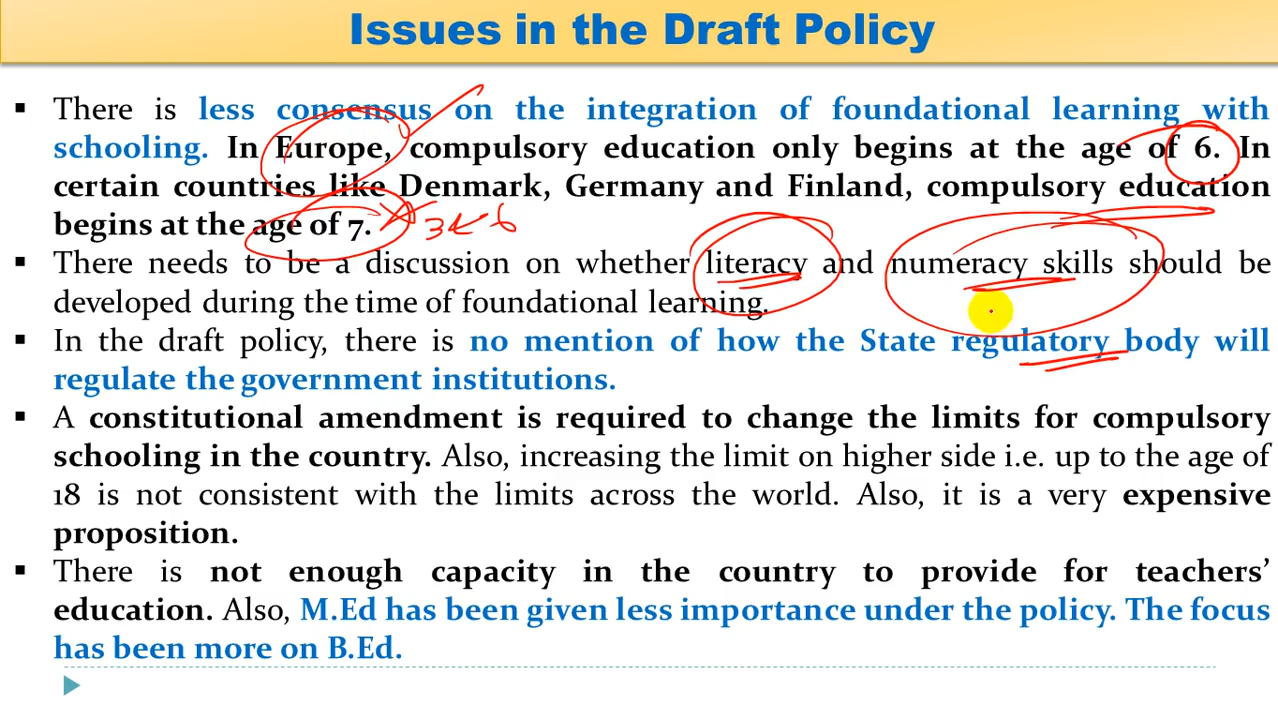 Issues in the Draft Policy
▪ There is less consensus on the integration of foundational learning with
schooling. In Europe, compulsory education only begins at the age of 6. In
certain countries like Denmark, Germany and Finland, compulsory education
begins at the age of 7.
3 6
▪ There needs to be a discussion on whether literacy and numeracy skills should be
developed during the time of foundational learning.
▪ In the draft policy, there is no mention of how the State regulatory body will
regulate the government institutions.
▪ A constitutional amendment is required to change the limits for compulsory
schooling in the country. Also, increasing the limit on higher side i.e. up to the age of
18 is not consistent with the limits across the world. Also, it is a very expensive
proposition.
▪ There is not enough capacity in the country to provide for teachers’
education. Also, M.Ed has been given less importance under the policy. The focus
has been more on B.Ed.